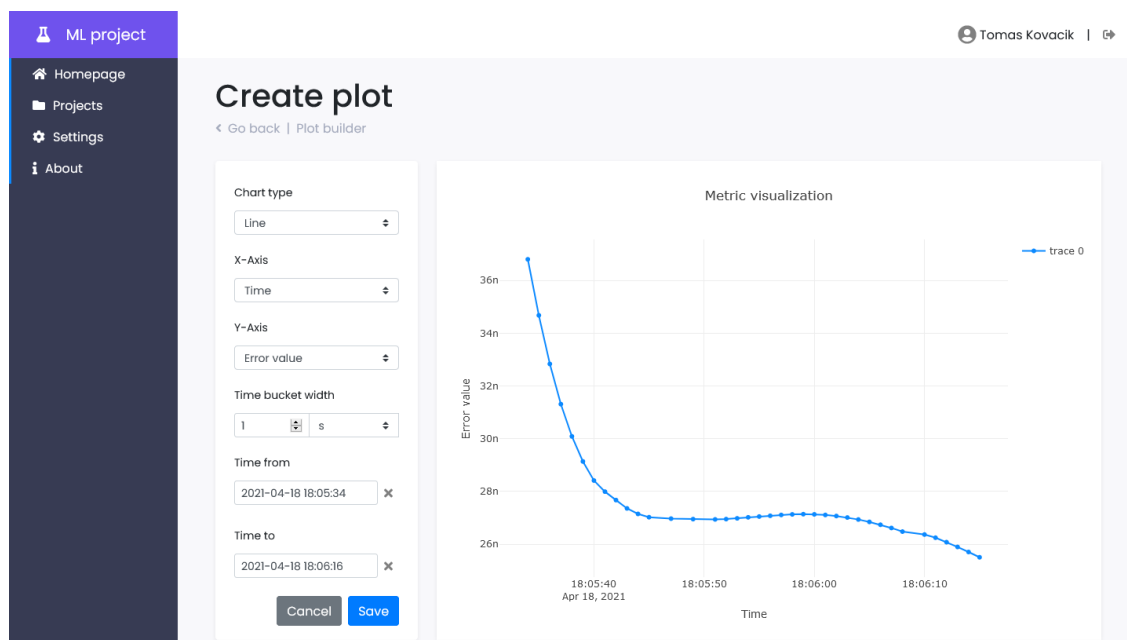 ML project
Tomas Kovacik |
Homepage
Projects
Settings
About
Create plot
Go back | Plot builder
Chart type
Line
X-Axis
Time
Y-Axis
Error value
Time bucket width
1 s
Time from
2021-04-18 18:05:34
Time to
2021-04-18 18:06:16
Cancel Save
Metric visualization
trace 0
36n
34n
32n
30n
28n
26n
Error value
18:05:40 18:05:50 18:06:00 18:06:10
Apr 18, 2021
Time